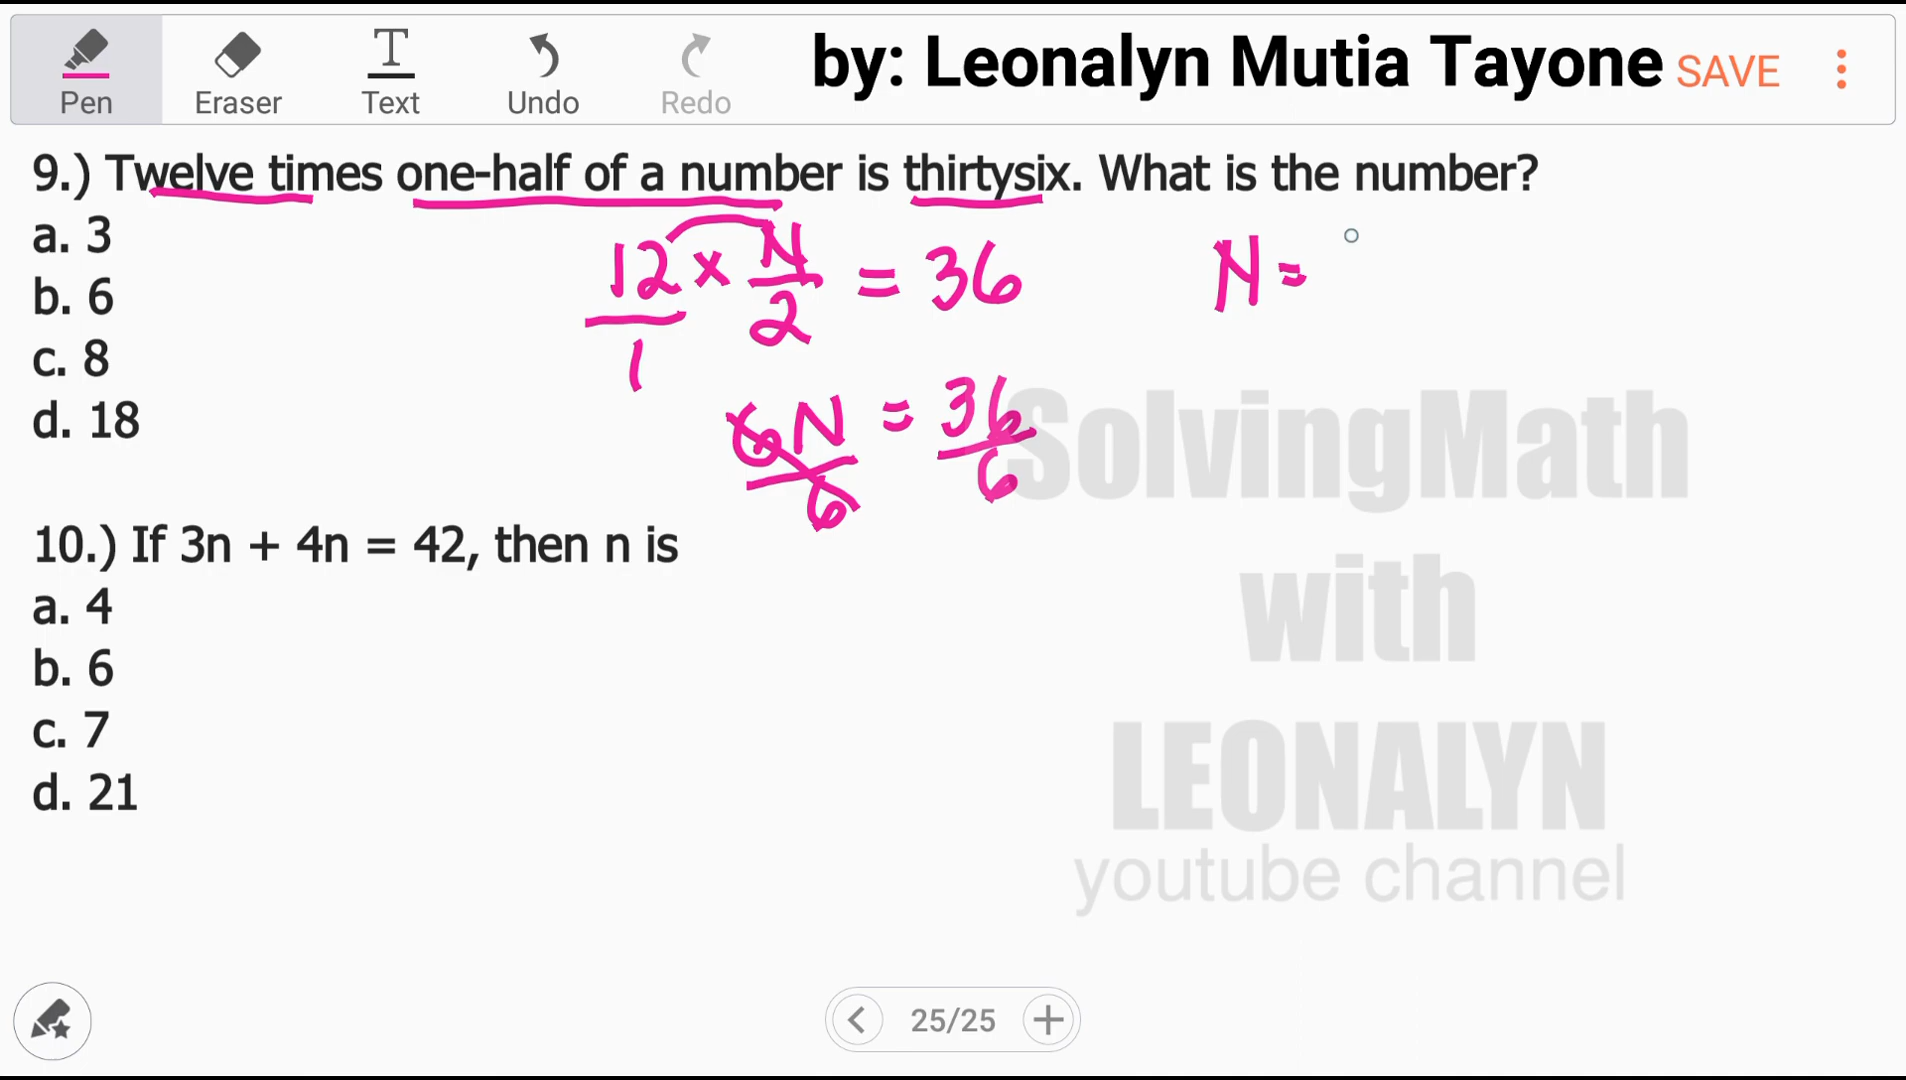 by: Leonalyn Mutia Tayone
SAVE
Pen
Eraser
T
Text
Undo
Redo
9.) Twelve times one-half of a number is thirtysix. What is the number?
a. 3
b. 6
c. 8
d. 18
12 × N/2 = 36
1
N =
6N/6 = 36/6
10.) If 3n + 4n = 42, then n is
a. 4
b. 6
c. 7
d. 21
SolvingMath
with
LEONALYN
youtube channel
25/25